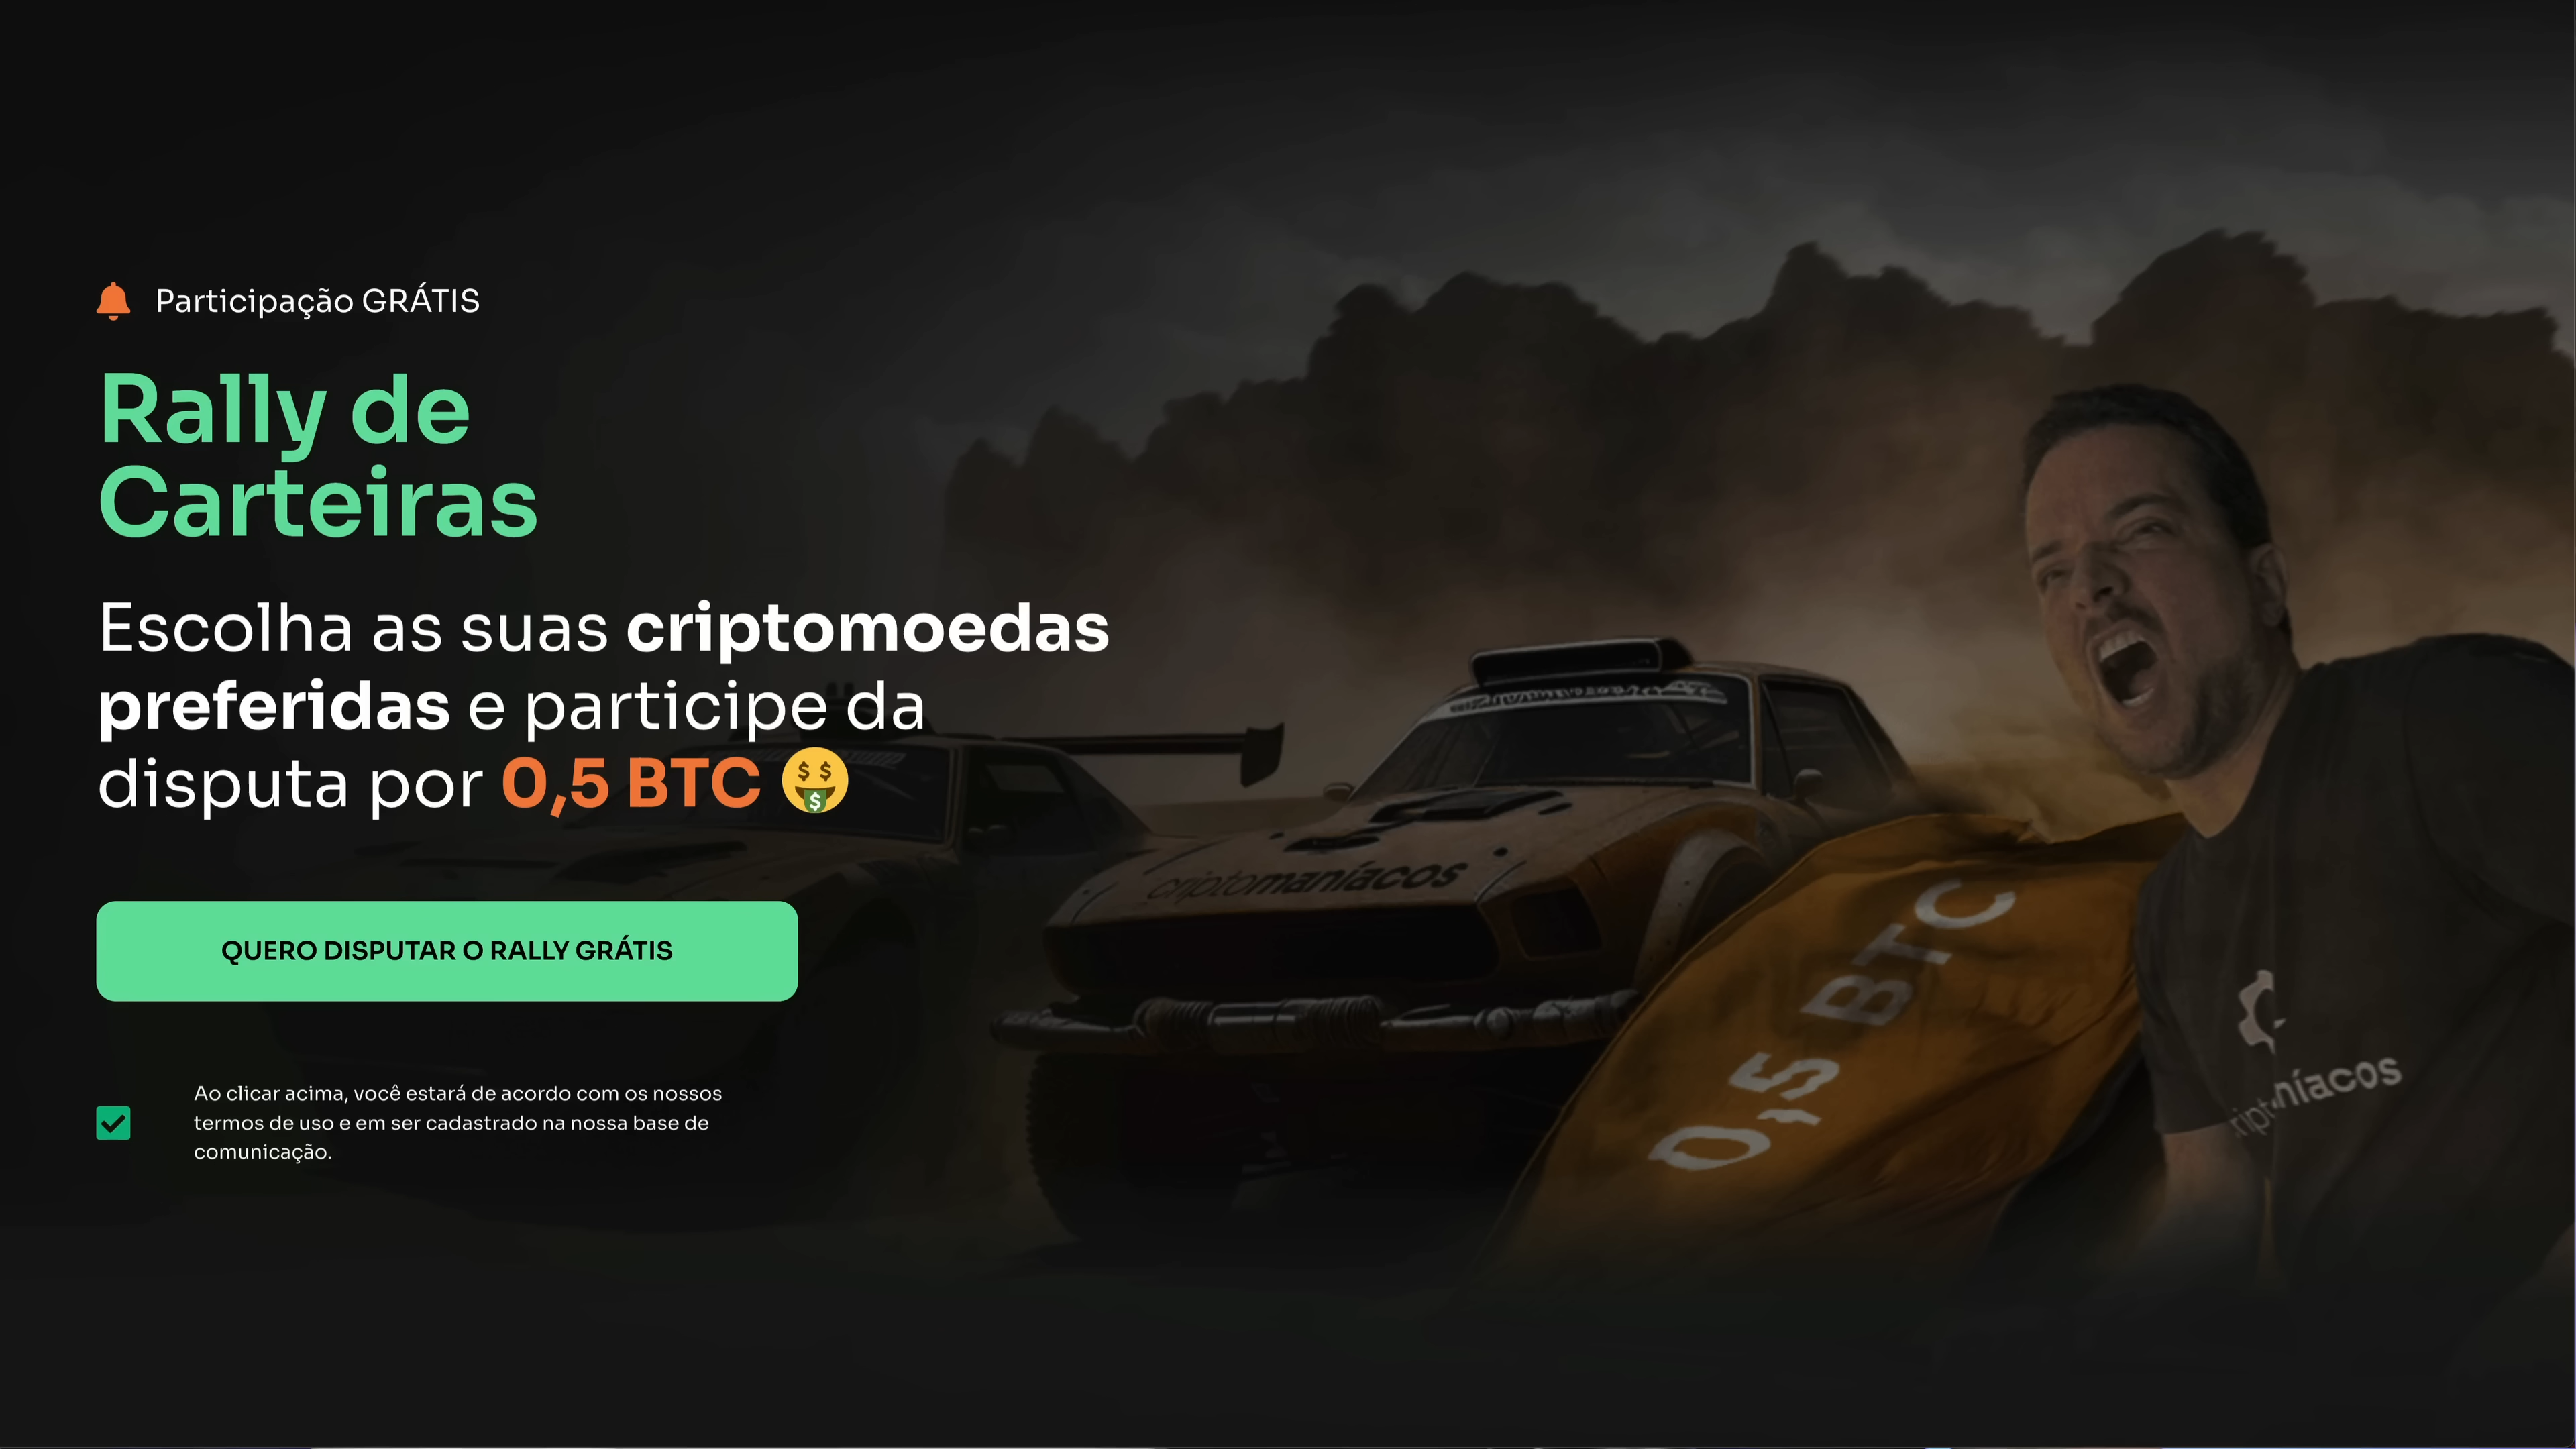 Participação GRÁTIS
Rally de
Carteiras
Escolha as suas criptomoedas
preferidas e participe da
disputa por 0,5 BTC
QUERO DISPUTAR O RALLY GRÁTIS
Ao clicar acima, você estará de acordo com os nossos
termos de uso e em ser cadastrado na nossa base de
comunicação.
criptomaníacos
0,5 BTC
níacos